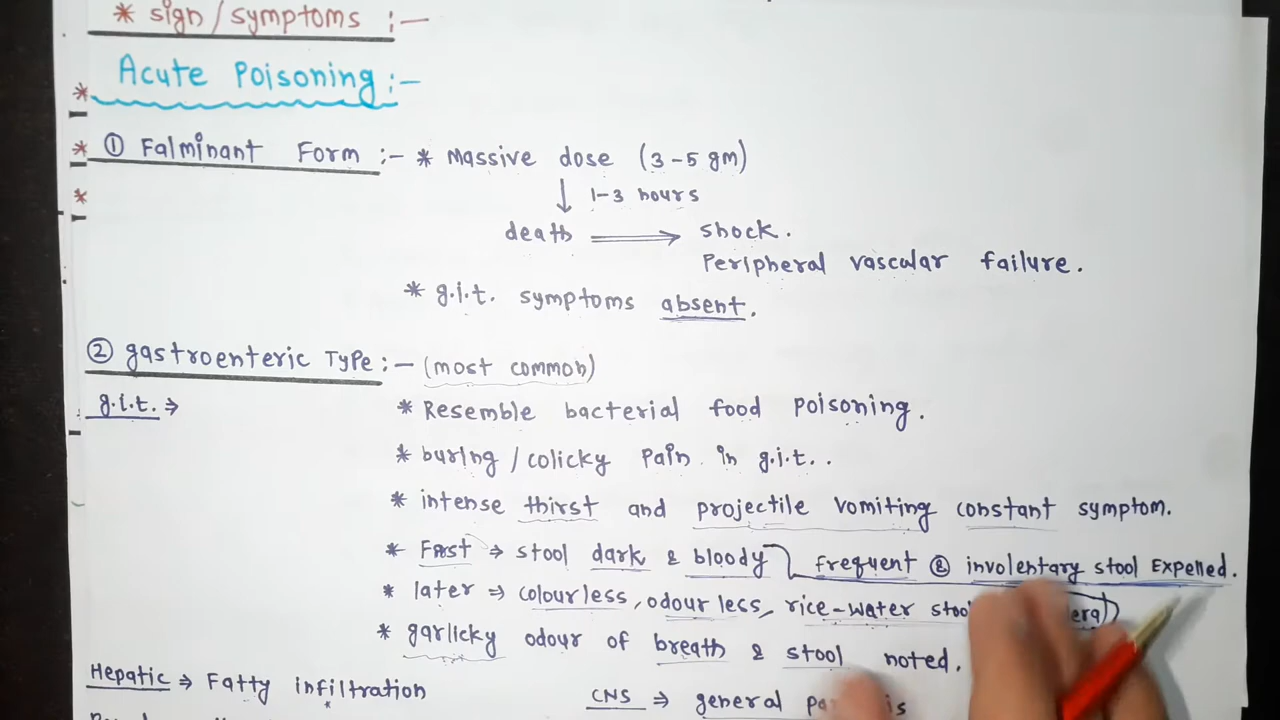 * sign/symptoms :-
Acute Poisoning :-
*
* ① Falminant Form :- * Massive dose (3-5 gm)
*
↓ 1-3 hours
death ⟹ shock.
Peripheral vascular failure.
* g.i.t. symptoms absent.
② gastroenteric Type :- (most common)
g.i.t. ⇒ * Resemble bacterial food poisoning.
* buring / colicky Pain in g.i.t..
* intense thirst and projectile vomiting constant symptom.
* First ⇒ stool dark & bloody frequent & involentary stool Expelled.
* later ⇒ colourless, odourless, rice-water
* garlicky odour of breath & stool noted.
Hepatic ⇒ Fatty infiltration CNS ⇒ general